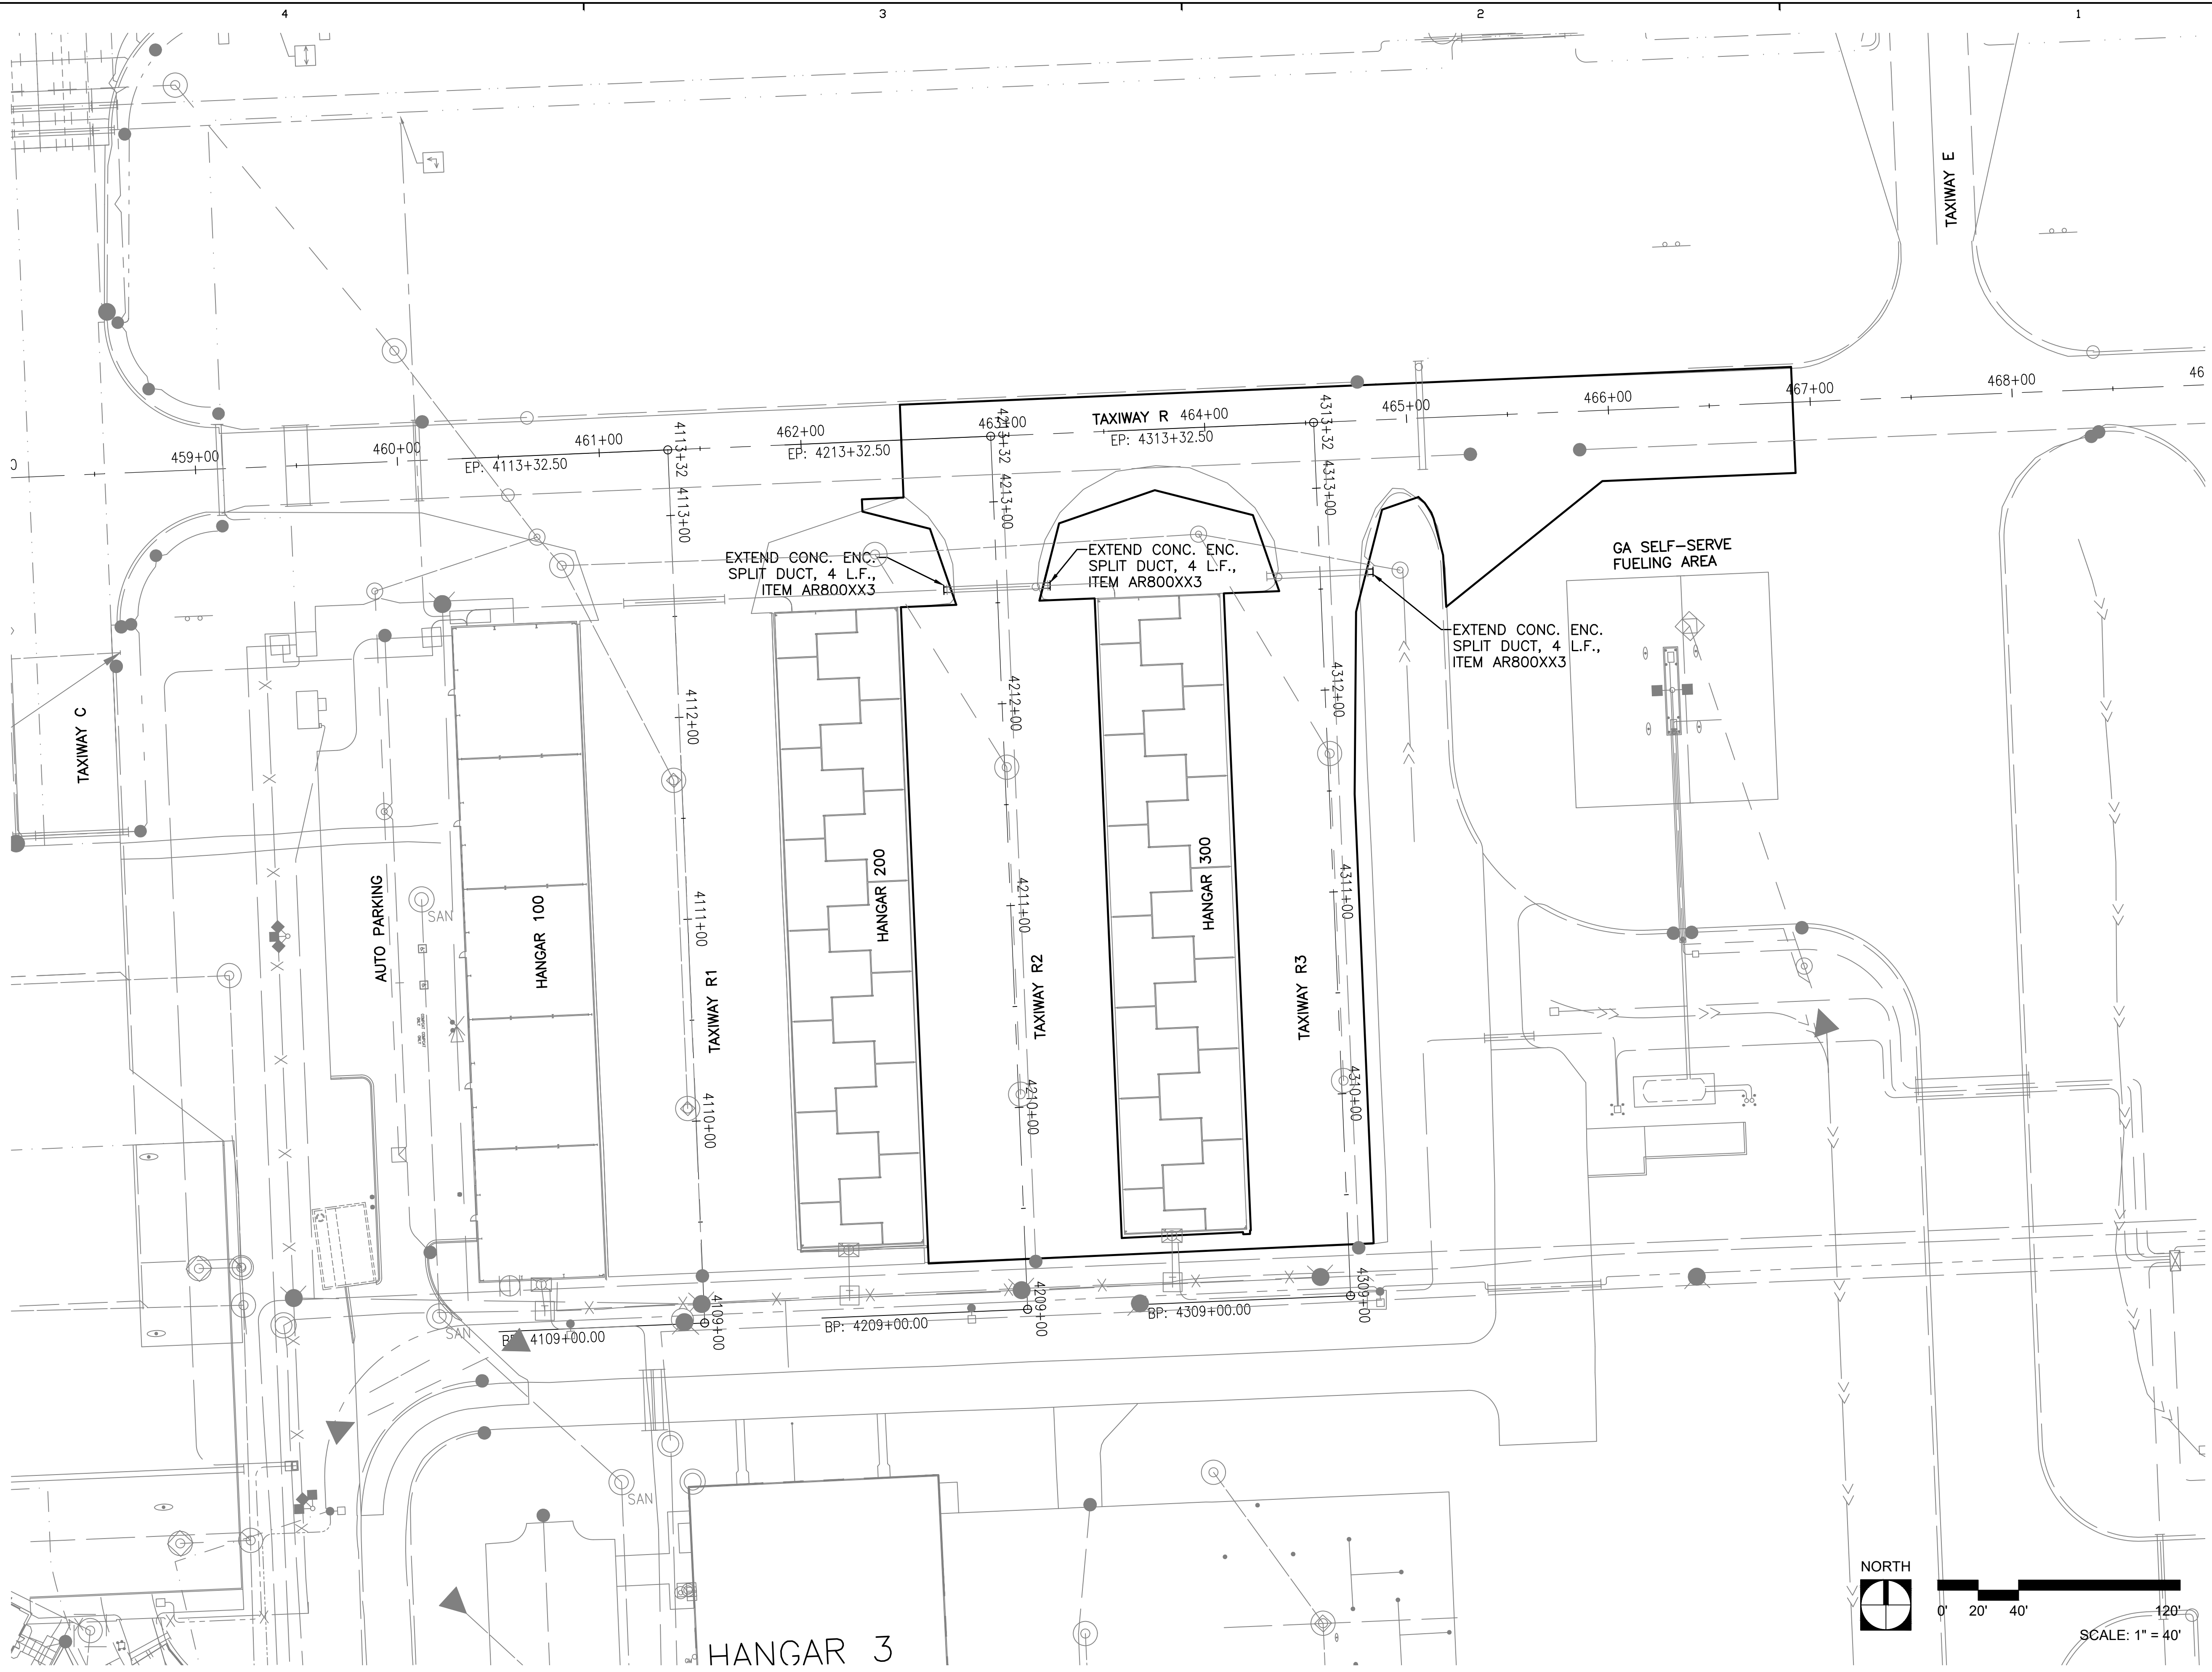 4
3
2
1
TAXIWAY E
459+00
460+00
461+00
462+00
463+00
TAXIWAY R
464+00
465+00
466+00
467+00
468+00
46
0
EP: 4113+32.50
EP: 4213+32.50
EP: 4313+32.50
4113+32
4113+00
4213+32
4213+00
4313+32
4313+00
EXTEND CONC. ENC.
SPLIT DUCT, 4 L.F.,
ITEM AR800XX3
EXTEND CONC. ENC.
SPLIT DUCT, 4 L.F.,
ITEM AR800XX3
EXTEND CONC. ENC.
SPLIT DUCT, 4 L.F.,
ITEM AR800XX3
GA SELF-SERVE
FUELING AREA
TAXIWAY C
AUTO PARKING
SAN
HANGAR 100
4112+00
4111+00
TAXIWAY R1
4110+00
HANGAR 200
4212+00
4211+00
TAXIWAY R2
4210+00
HANGAR 300
4312+00
4311+00
TAXIWAY R3
4310+00
4109+00
4209+00
4309+00
BP: 4109+00.00
BP: 4209+00.00
BP: 4309+00.00
SAN
SAN
HANGAR 3
NORTH
0' 20' 40' 120'
SCALE: 1" = 40'